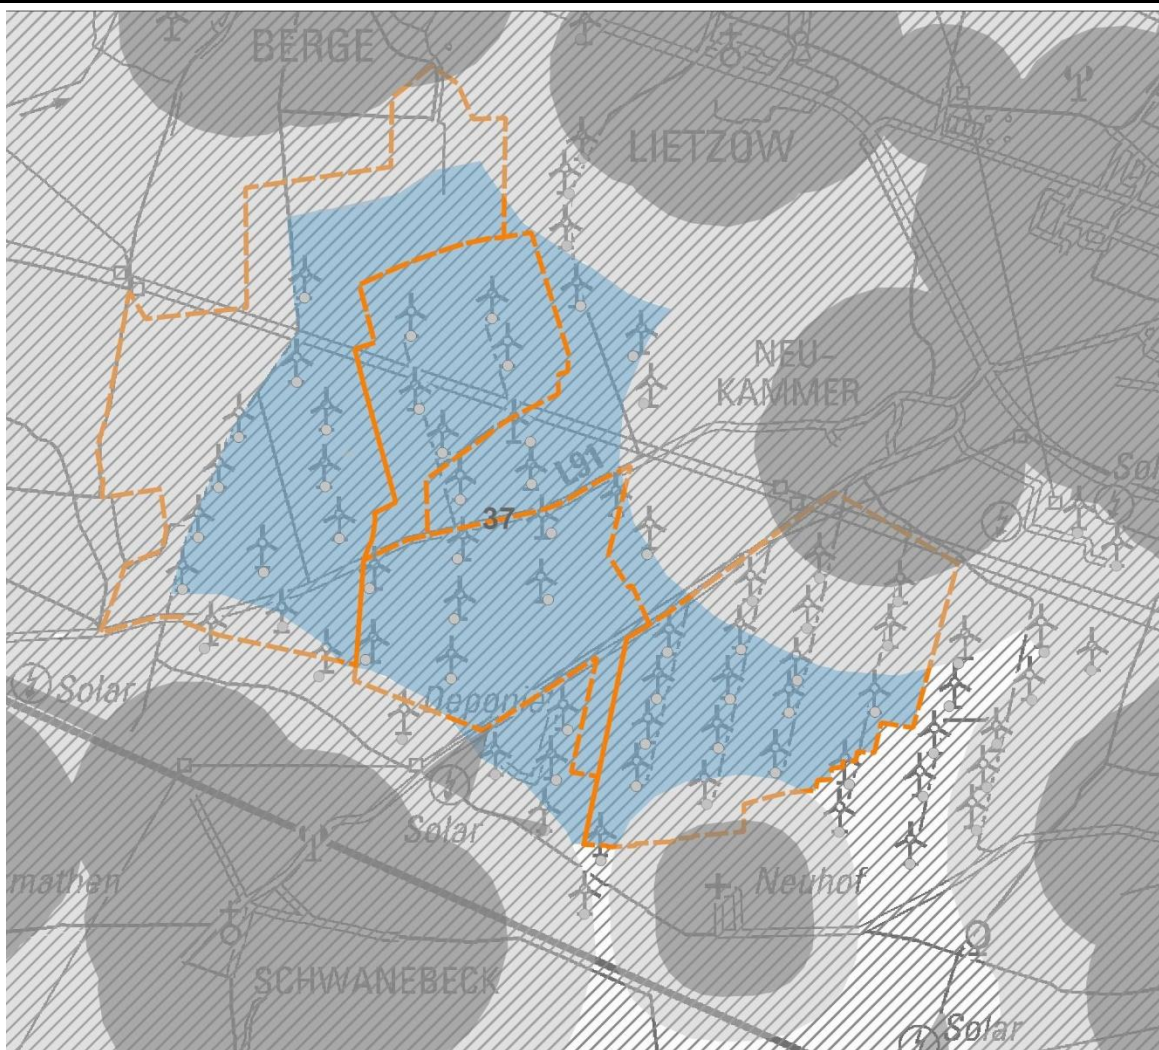 BERGE
LIETZOW
NEU-
KAMMER
L91
37
Sol
Solar
Deponie
Solar
mathen
Neuhof
SCHWANEBECK
Solar